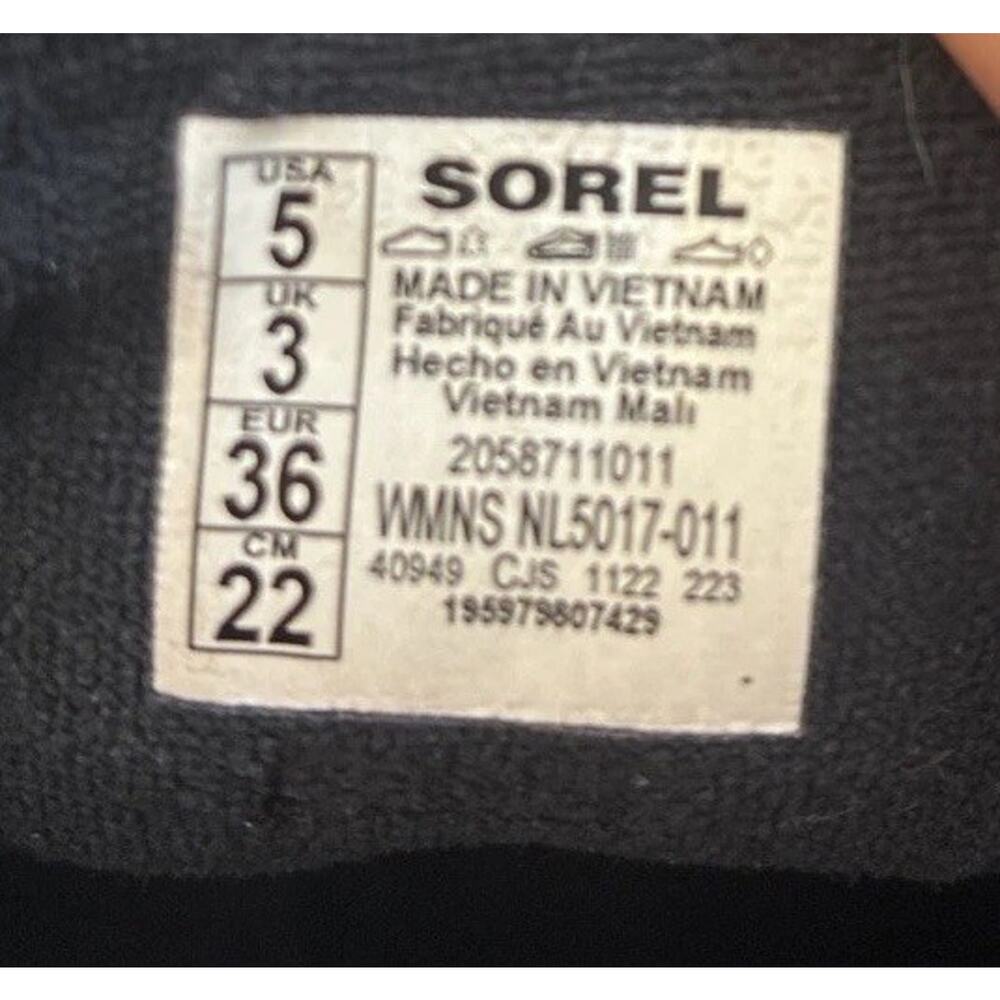 USA
5
UK
3
EUR
36
CM
22
SOREL
MADE IN VIETNAM
Fabriqué Au Vietnam
Hecho en Vietnam
Vietnam Malı
2058711011
WMNS NL5017-011
40949 CJS 1122 223
195979807429